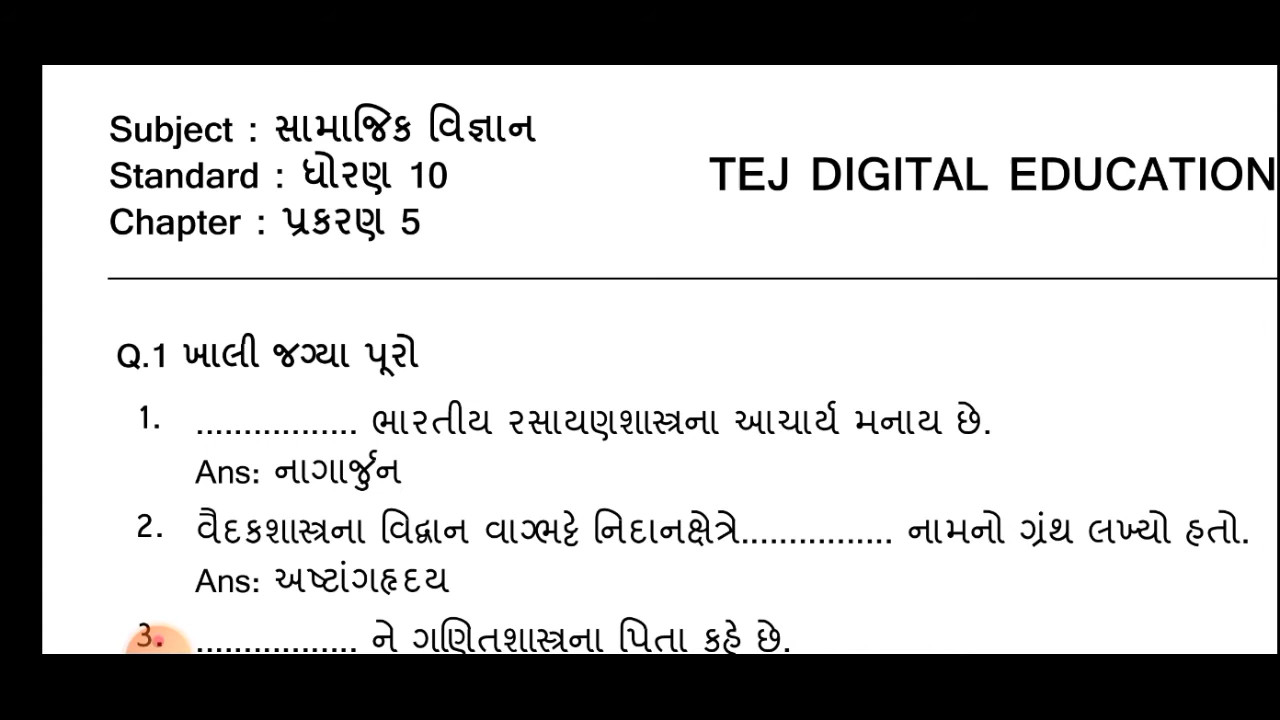 Subject : સામાજિક વિજ્ઞાન
Standard : ધોરણ 10
TEJ DIGITAL EDUCATION
Chapter : પ્રકરણ 5
Q.1 ખાલી જગ્યા પૂરો
1. ................. ભારતીય રસાયણશાસ્ત્રના આચાર્ય મનાય છે.
Ans: નાગાર્જુન
2. વૈદકશાસ્ત્રના વિદ્વાન વાગ્ભટ્ટે નિદાનક્ષેત્રે................ નામનો ગ્રંથ લખ્યો હતો.
Ans: અષ્ટાંગહૃદય
3. ................. ને ગણિતશાસ્ત્રના પિતા કહે છે.